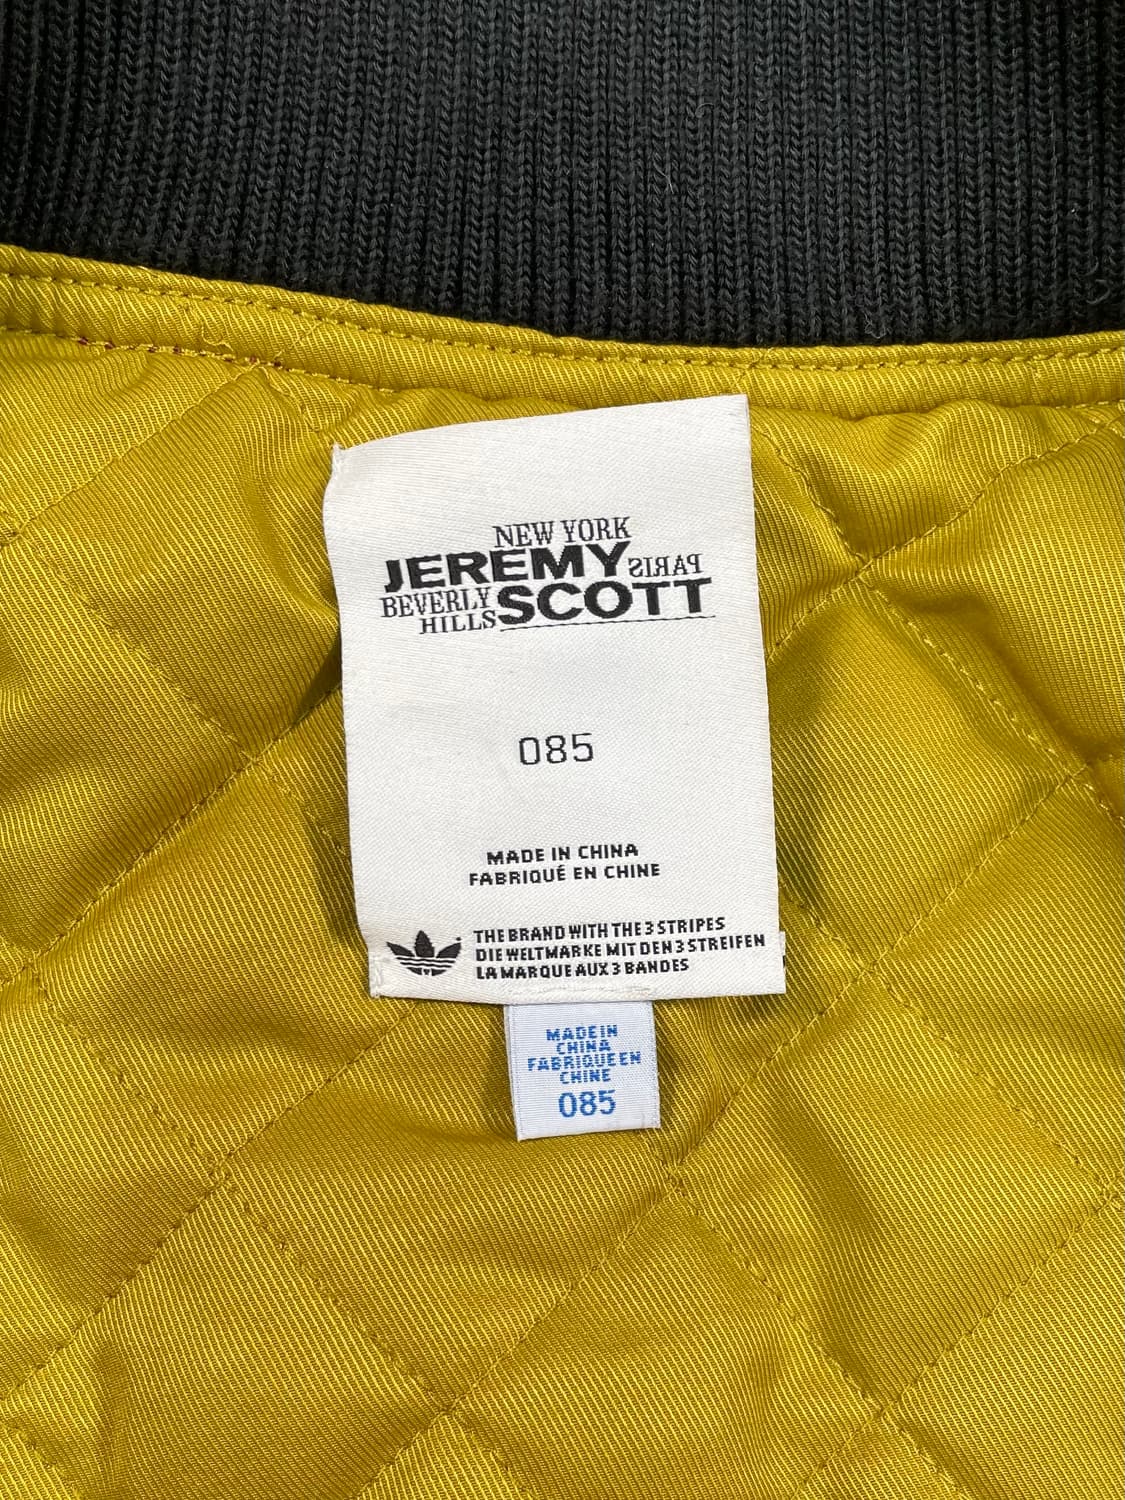 NEW YORK
JEREMY PARIS
BEVERLY SCOTT
HILLS
085
MADE IN CHINA
FABRIQUÉ EN CHINE
THE BRAND WITH THE 3 STRIPES
DIE WELTMARKE MIT DEN 3 STREIFEN
LA MARQUE AUX 3 BANDES
MADE IN
CHINA
FABRIQUE EN
CHINE
085